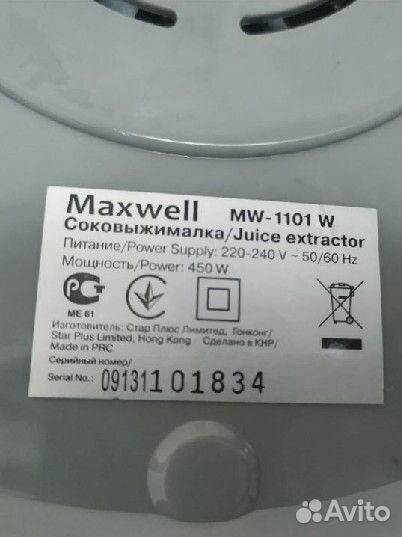 Maxwell MW-1101 W
Соковыжималка/Juice extractor
Питание/Power Supply: 220-240 V ~ 50/60 Hz
Мощность/Power: 450 W
РСТ
ME 61
Изготовитель: Стар Плюс Лимитед, Гонконг/
Star Plus Limited, Hong Kong Сделано в КНР/
Made in PRC
Серийный номер/
Serial No.: 09131101834
Avito